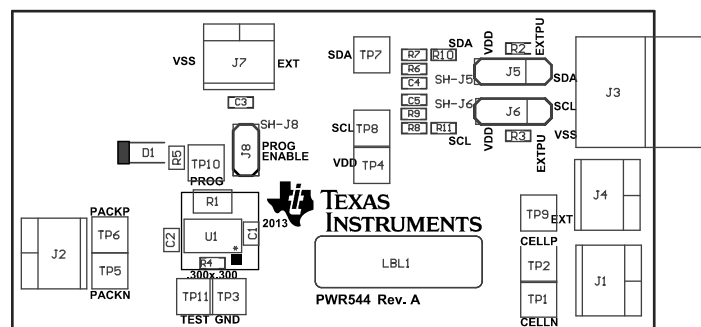 VSS
J7
EXT
C3
SDA
TP7
R7
R10
SDA
R6
C4
SH-J5
VDD
R2
EXTPU
J5
SDA
C5
SH-J6
R9
J6
SCL
SCL
TP8
R8
R11
SCL
VDD
R3
EXTPU
VSS
J3
VDD
TP4
SH-J8
J8
PROG
ENABLE
D1
R5
TP10
PROG
R1
2013
TEXAS
INSTRUMENTS
C2
U1
C1
*
R4
.300x.300
J2
PACKP
TP6
TP5
PACKN
TP11
TP3
TEST
GND
LBL1
PWR544 Rev. A
TP9
EXT
J4
CELLP
TP2
TP1
CELLN
J1